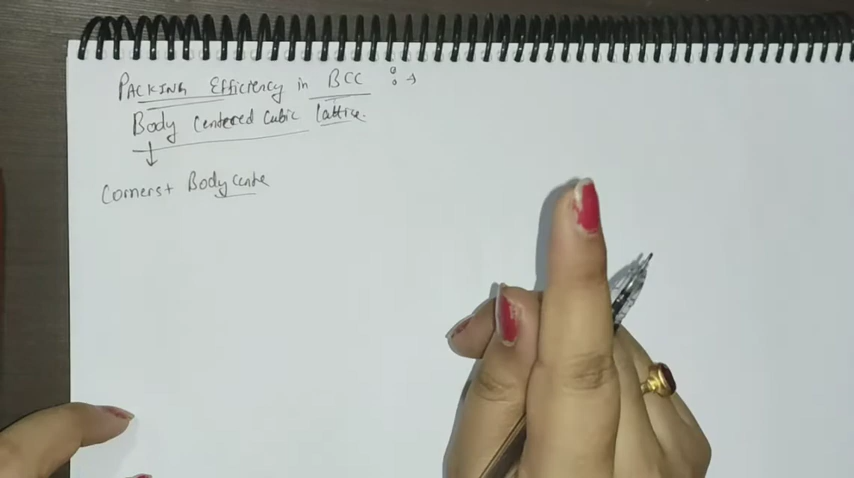 PACKING Efficiency in BCC :→
Body Centered Cubic lattice.
↓
Corners + Body centre